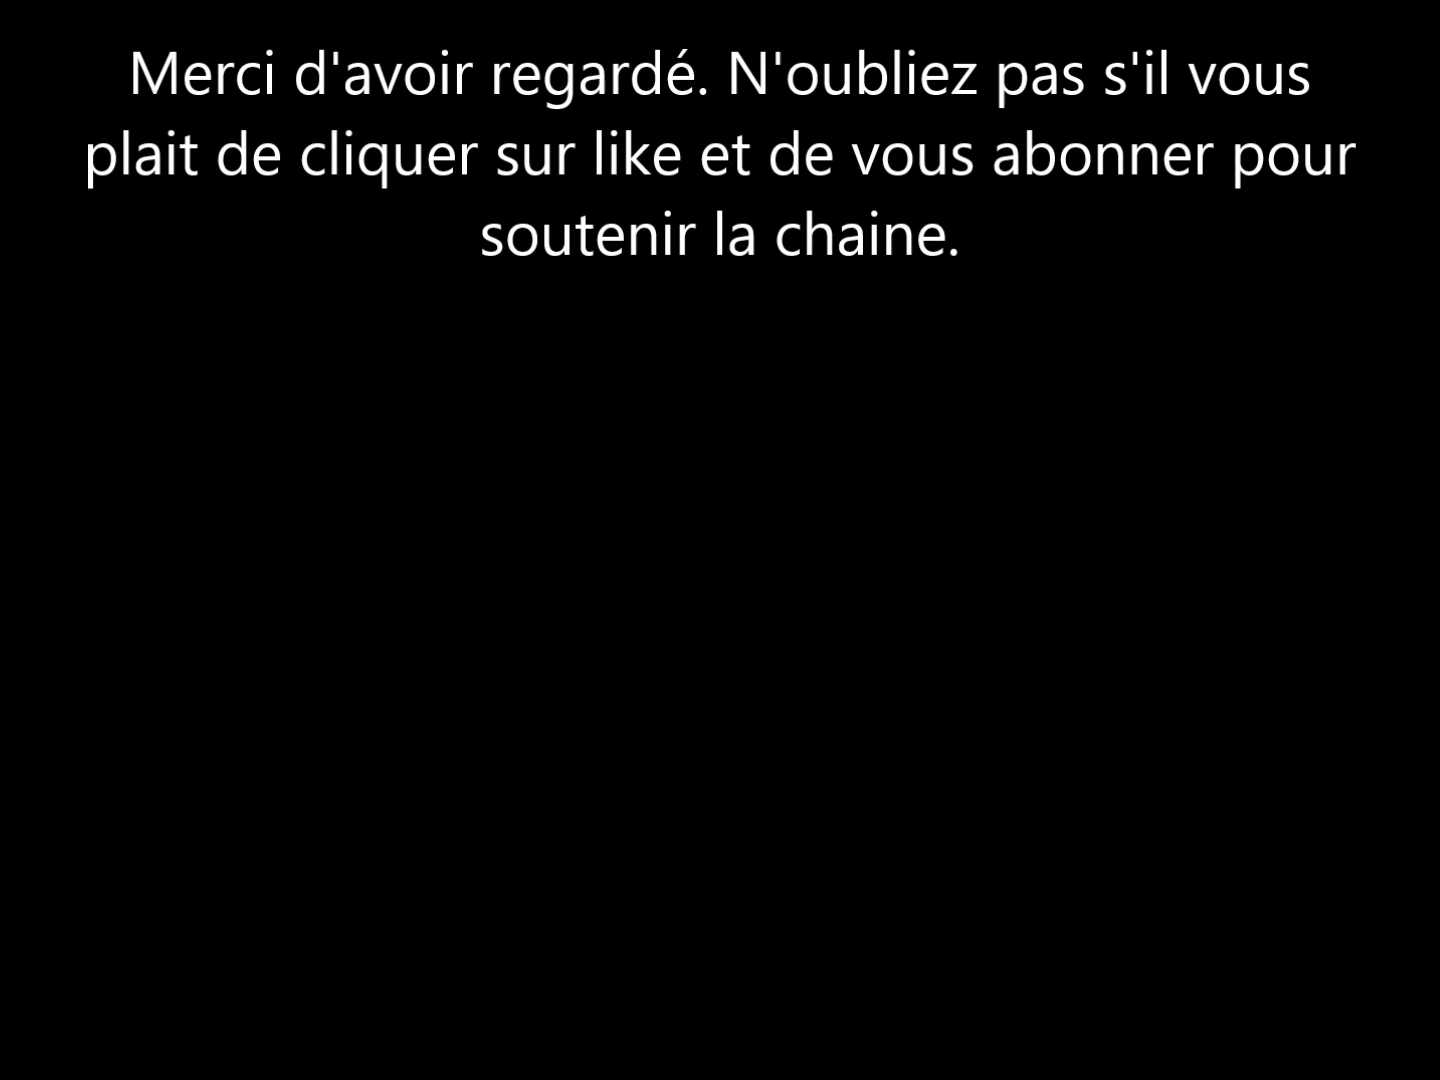 Merci d'avoir regardé. N'oubliez pas s'il vous
plait de cliquer sur like et de vous abonner pour
soutenir la chaine.